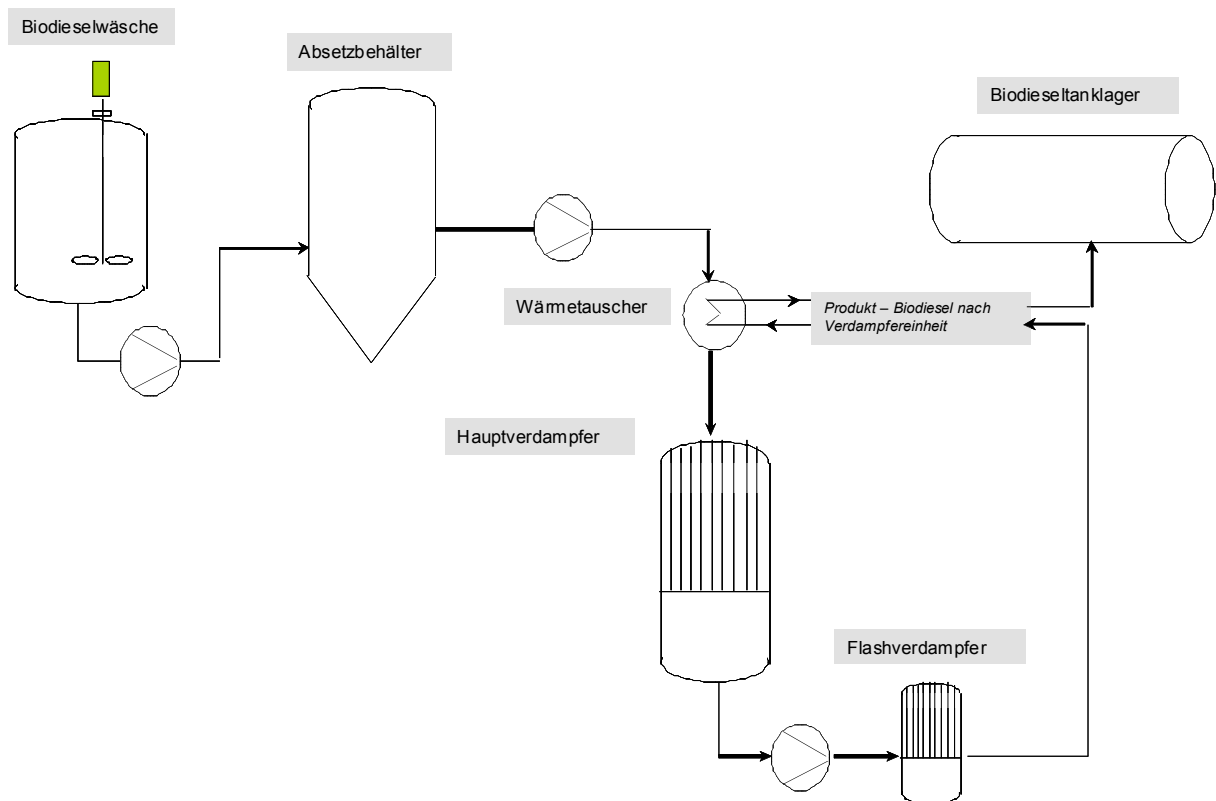 Biodieselwäsche
Absetzbehälter
Biodieseltanklager
Wärmetauscher
Produkt – Biodiesel nach
Verdampfereinheit
Hauptverdampfer
Flashverdampfer